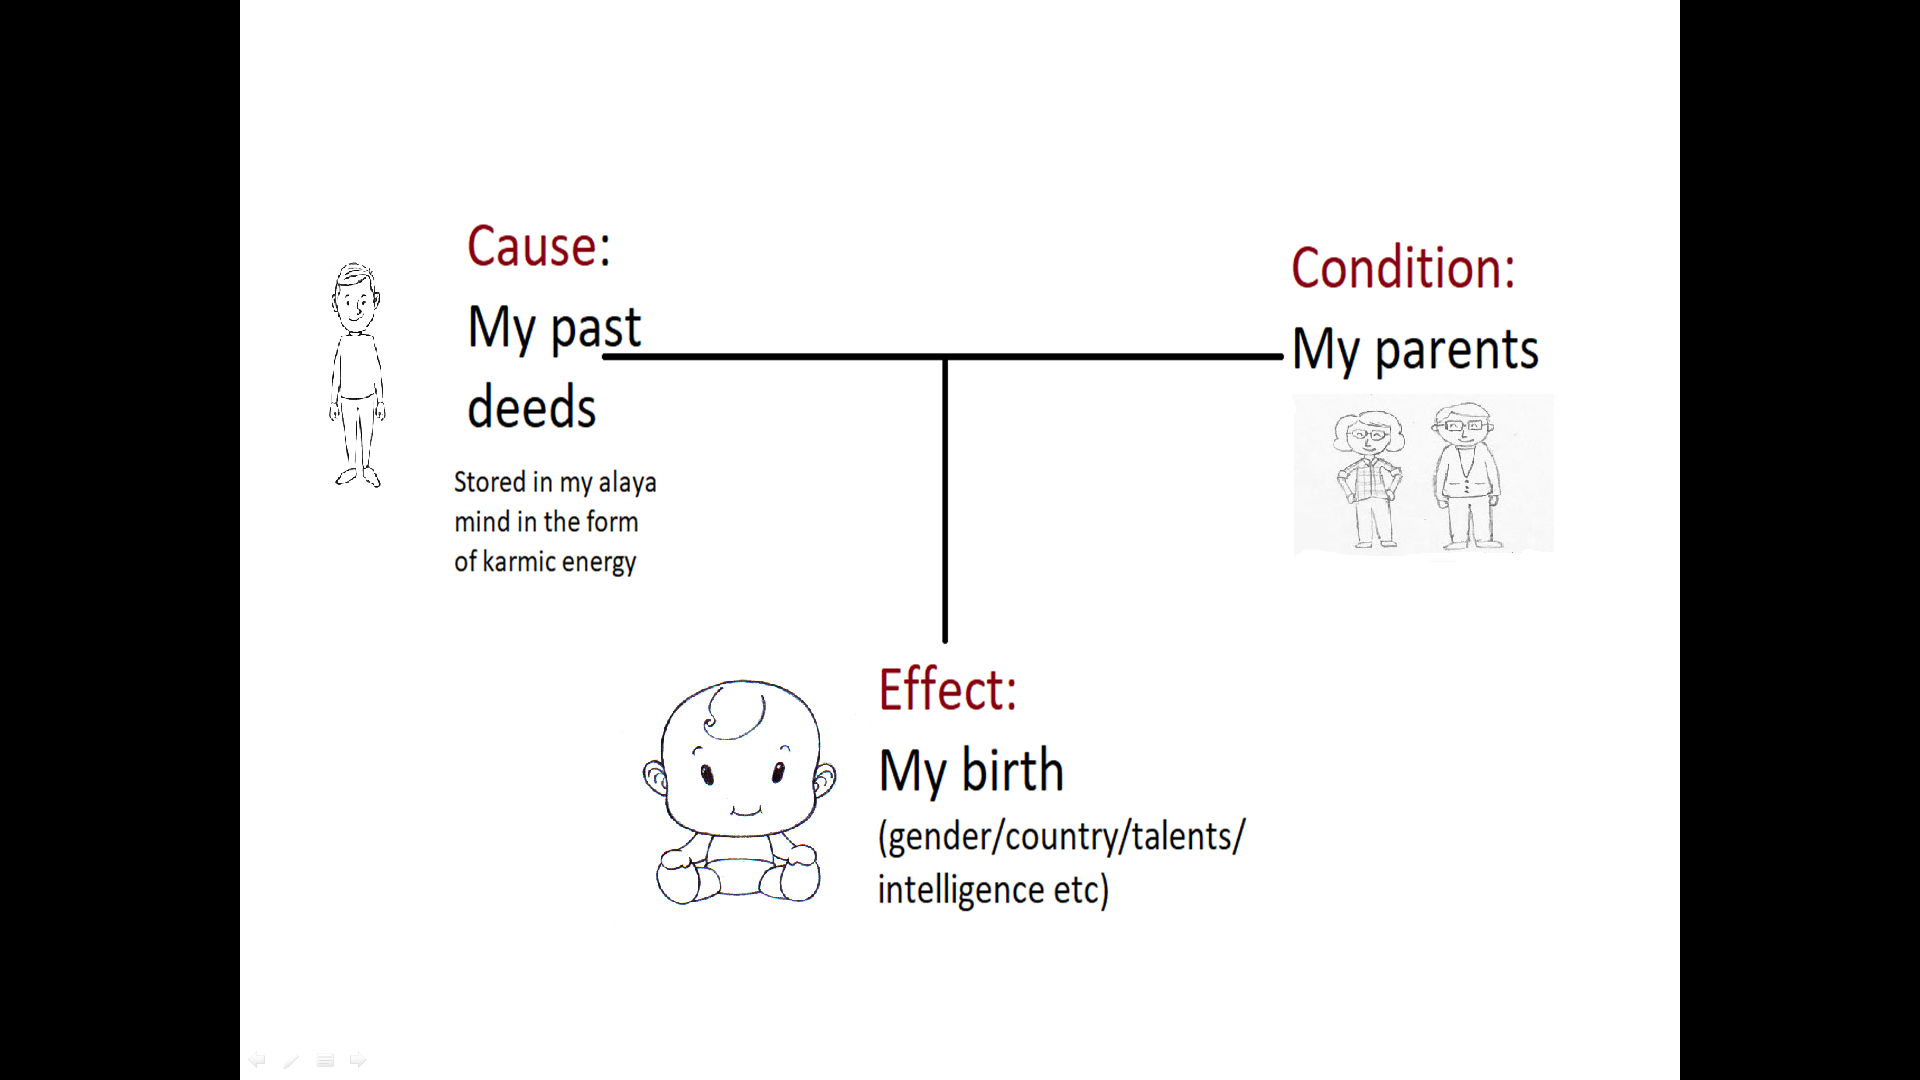 Cause:
My past
deeds
Stored in my alaya
mind in the form
of karmic energy
Condition:
My parents
Effect:
My birth
(gender/country/talents/
intelligence etc)